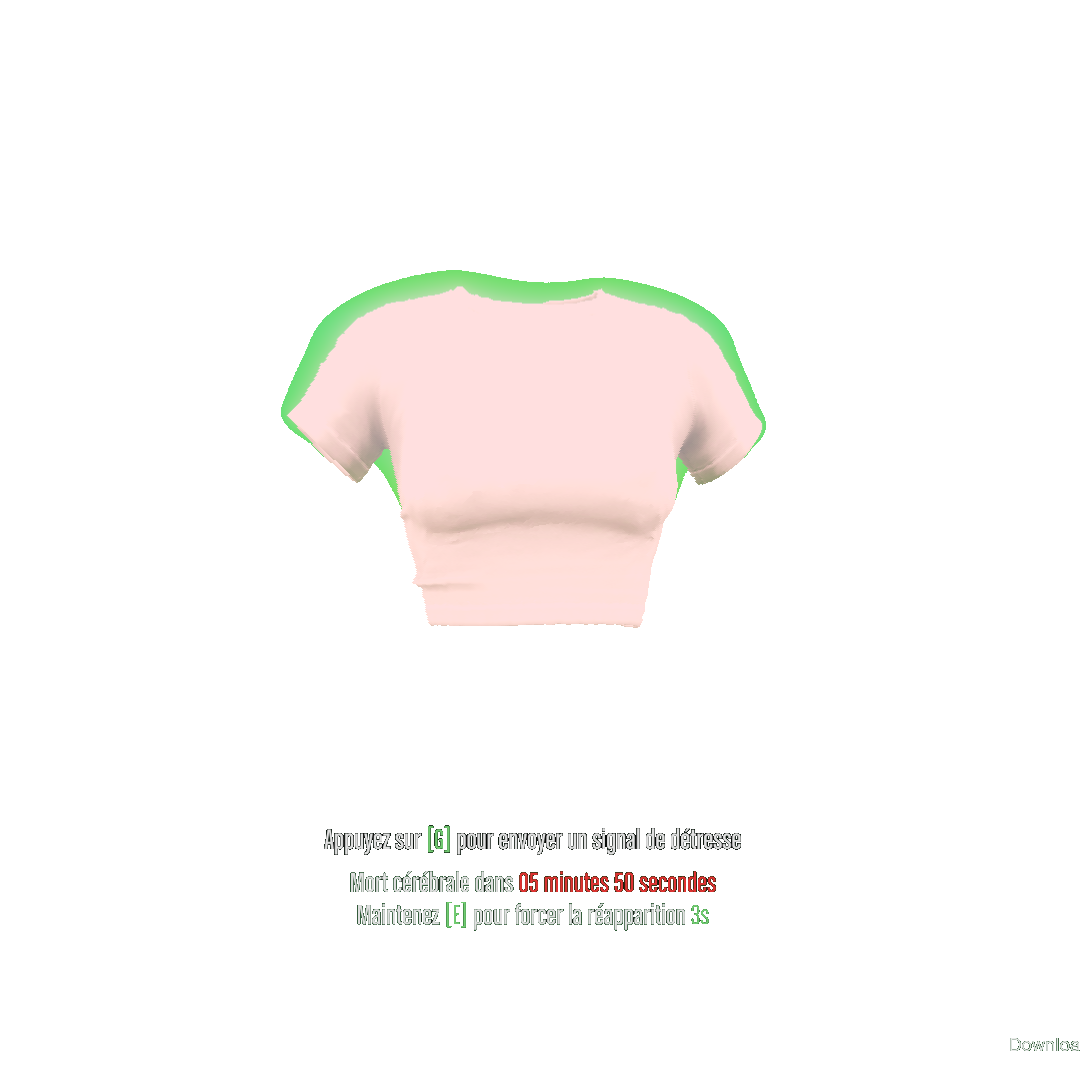 Appuyez sur [G] pour envoyer un signal de détresse
Mort cérébrale dans 05 minutes 50 secondes
Maintenez [E] pour forcer la réapparition 3s
Downloa